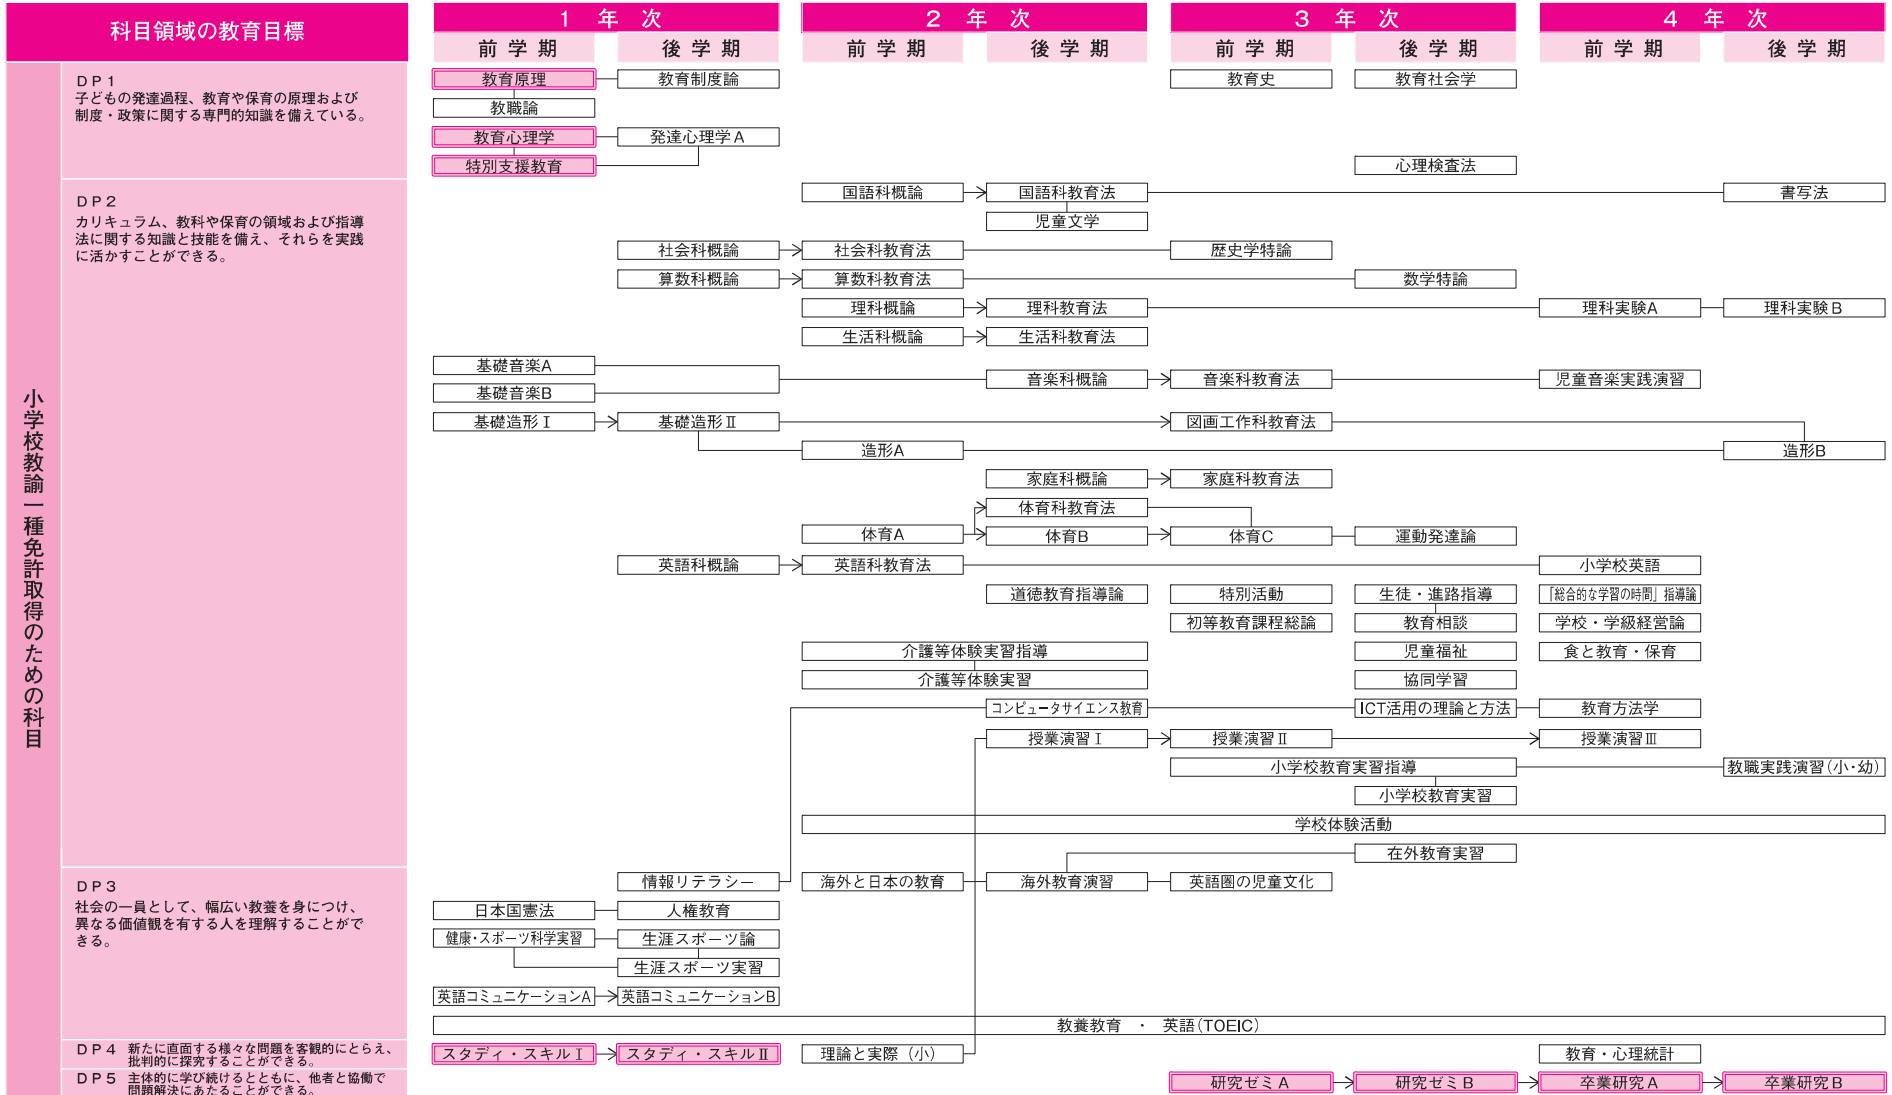 科目領域の教育目標
1 年 次
2 年 次
3 年 次
4 年 次
前 学 期
後 学 期
前 学 期
後 学 期
前 学 期
後 学 期
前 学 期
後 学 期
小学校教諭一種免許取得のための科目
DP1
子どもの発達過程、教育や保育の原理および
制度・政策に関する専門的知識を備えている。
教育原理
教育制度論
教育史
教育社会学
教職論
教育心理学
発達心理学A
特別支援教育
心理検査法
DP2
カリキュラム、教科や保育の領域および指導
法に関する知識と技能を備え、それらを実践
に活かすことができる。
国語科概論
国語科教育法
書写法
児童文学
社会科概論
社会科教育法
歴史学特論
算数科概論
算数科教育法
数学特論
理科概論
理科教育法
理科実験A
理科実験B
生活科概論
生活科教育法
基礎音楽A
基礎音楽B
音楽科概論
音楽科教育法
児童音楽実践演習
基礎造形Ⅰ
基礎造形Ⅱ
図画工作科教育法
造形A
造形B
家庭科概論
家庭科教育法
体育科教育法
体育A
体育B
体育C
運動発達論
英語科概論
英語科教育法
小学校英語
道徳教育指導論
特別活動
生徒・進路指導
「総合的な学習の時間」指導論
初等教育課程総論
教育相談
学校・学級経営論
介護等体験実習指導
児童福祉
食と教育・保育
介護等体験実習
協同学習
コンピュータサイエンス教育
ICT活用の理論と方法
教育方法学
授業演習Ⅰ
授業演習Ⅱ
授業演習Ⅲ
小学校教育実習指導
教職実践演習(小・幼)
小学校教育実習
学校体験活動
在外教育実習
DP3
社会の一員として、幅広い教養を身につけ、
異なる価値観を有する人を理解することがで
きる。
情報リテラシー
海外と日本の教育
海外教育演習
英語圏の児童文化
日本国憲法
人権教育
健康・スポーツ科学実習
生涯スポーツ論
生涯スポーツ実習
英語コミュニケーションA
英語コミュニケーションB
教養教育 ・ 英語(TOEIC)
DP4 新たに直面する様々な問題を客観的にとらえ、
批判的に探究することができる。
スタディ・スキルⅠ
スタディ・スキルⅡ
理論と実際(小)
教育・心理統計
DP5 主体的に学び続けるとともに、他者と協働で
問題解決にあたることができる。
研究ゼミA
研究ゼミB
卒業研究A
卒業研究B